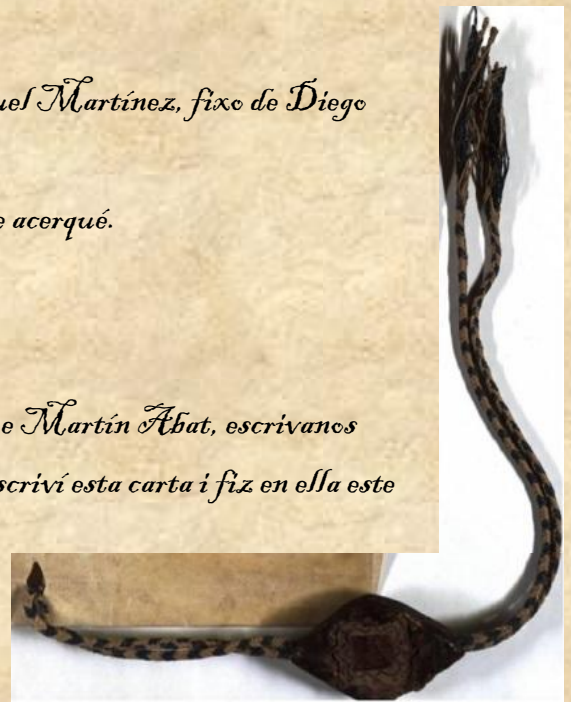 uel Martínez, fixo de Diego
e acerqué.
e Martín Abat, escrivanos
scriví esta carta i fiz en ella este